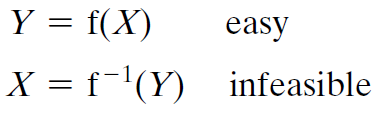 Y = f(X) easy
X = f⁻¹(Y) infeasible